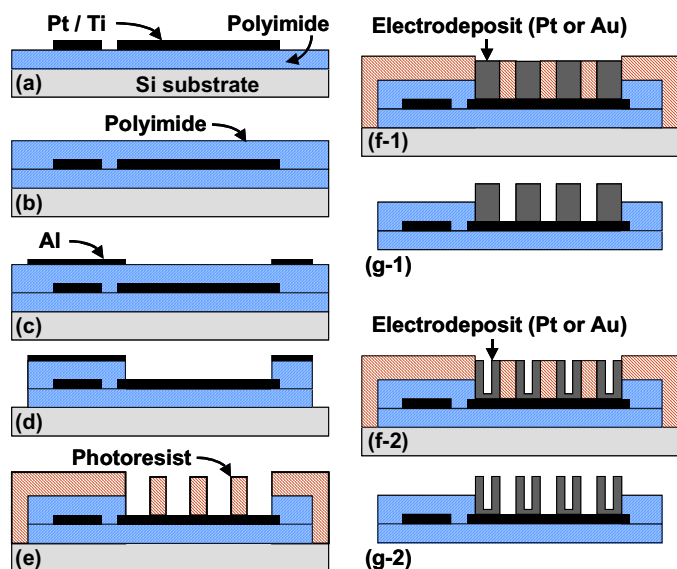 Pt / Ti
Polyimide
(a)
Si substrate
Polyimide
(b)
Al
(c)
(d)
Photoresist
(e)
Electrodeposit (Pt or Au)
(f-1)
(g-1)
Electrodeposit (Pt or Au)
(f-2)
(g-2)